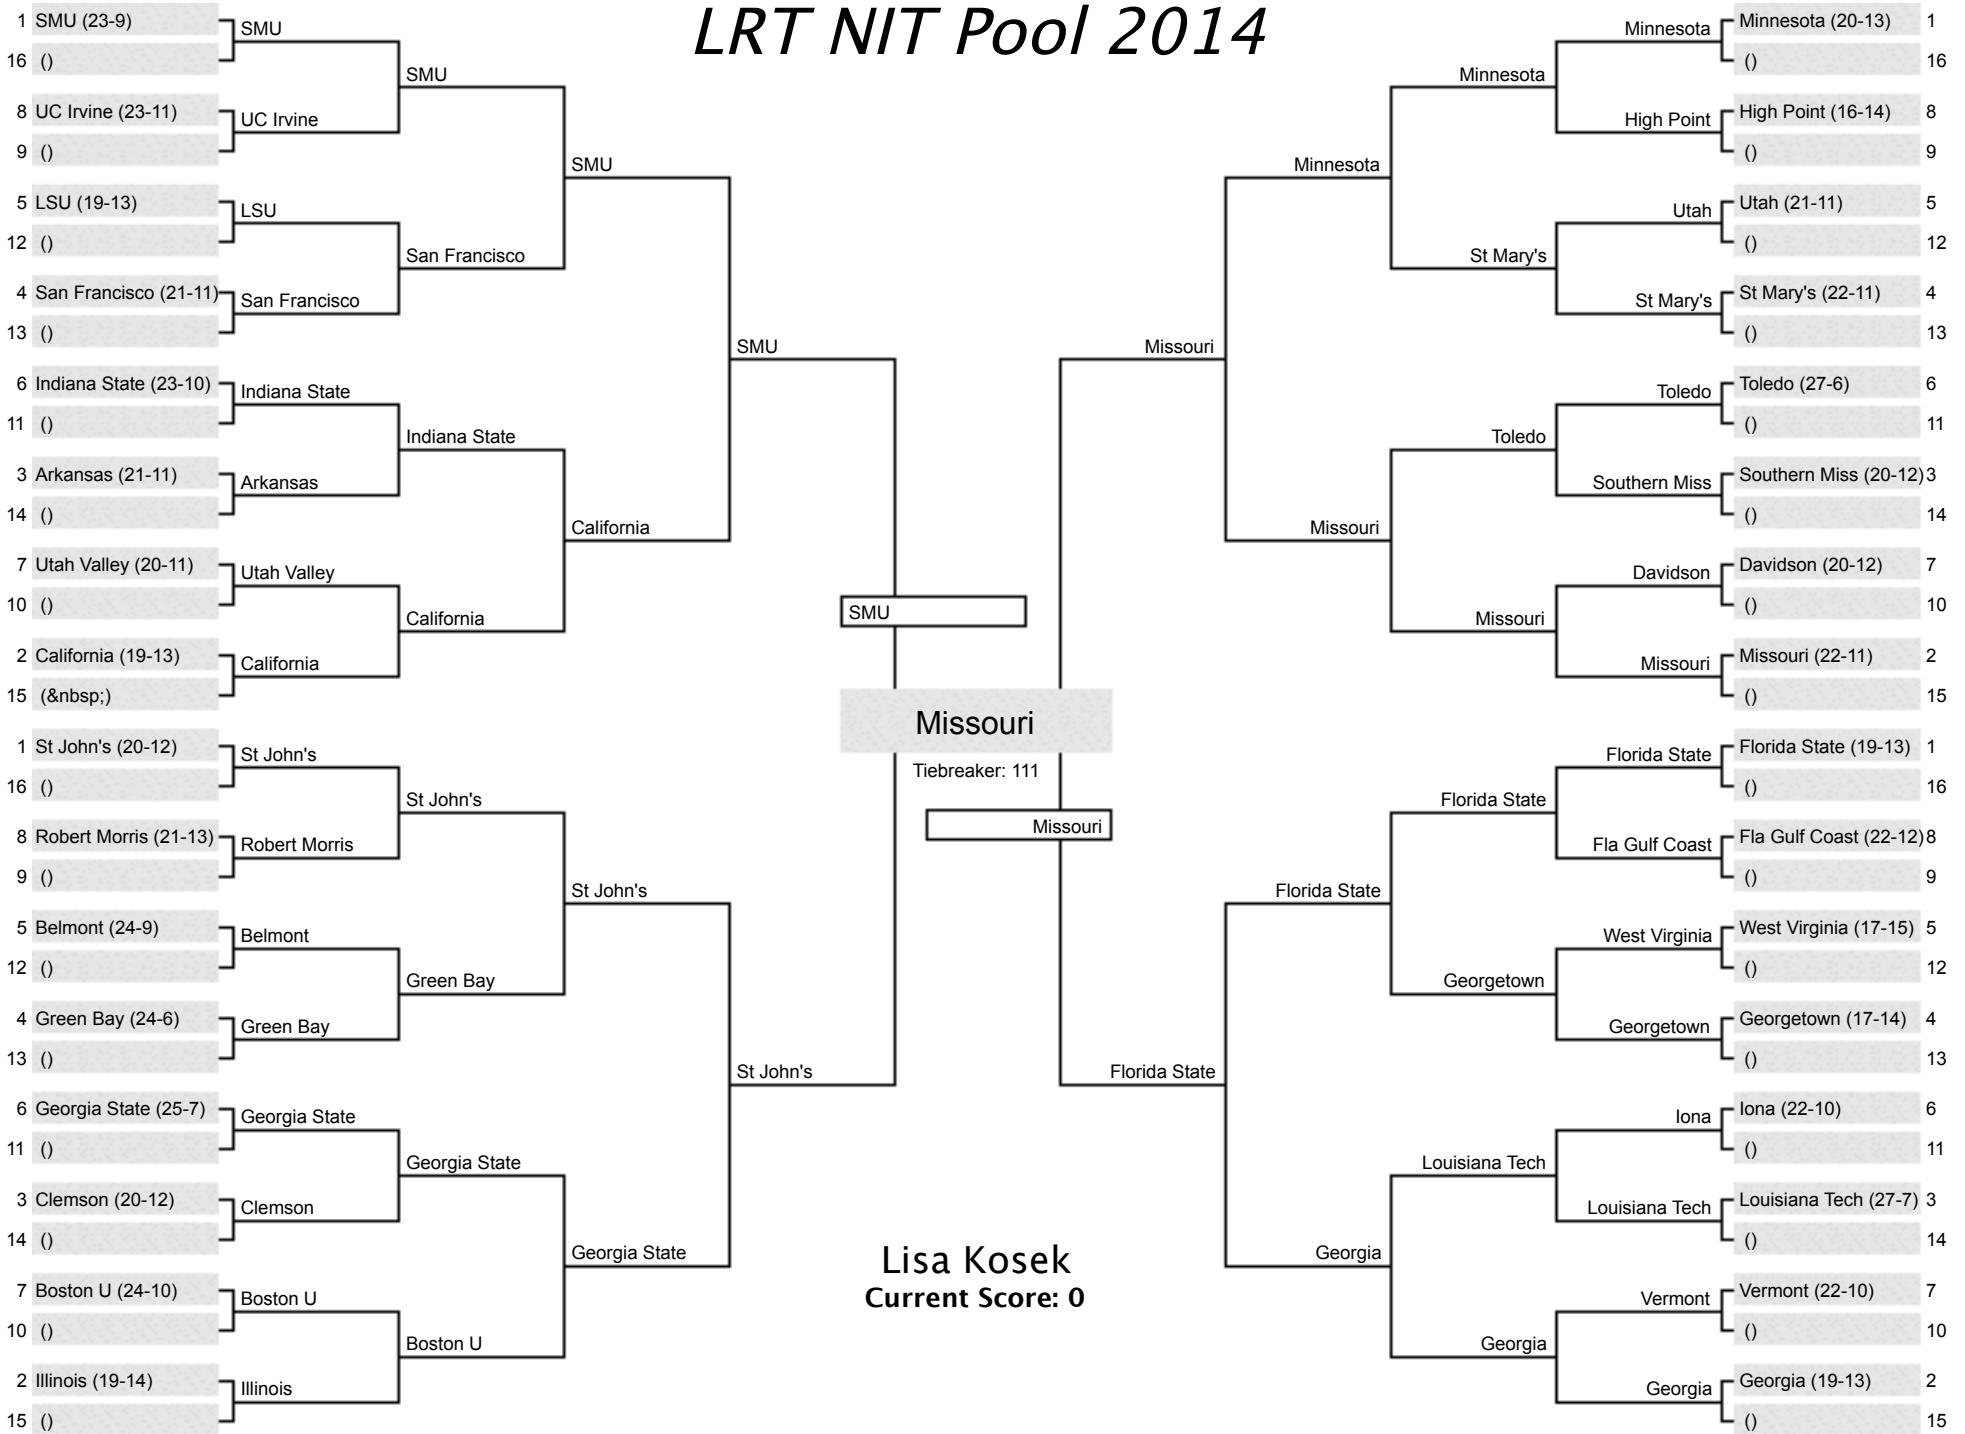 LRT NIT Pool 2014
1 SMU (23-9)
16 ()
8 UC Irvine (23-11)
9 ()
5 LSU (19-13)
12 ()
4 San Francisco (21-11)
13 ()
6 Indiana State (23-10)
11 ()
3 Arkansas (21-11)
14 ()
7 Utah Valley (20-11)
10 ()
2 California (19-13)
15 (&nbsp;)
1 St John's (20-12)
16 ()
8 Robert Morris (21-13)
9 ()
5 Belmont (24-9)
12 ()
4 Green Bay (24-6)
13 ()
6 Georgia State (25-7)
11 ()
3 Clemson (20-12)
14 ()
7 Boston U (24-10)
10 ()
2 Illinois (19-14)
15 ()
SMU
UC Irvine
LSU
San Francisco
Indiana State
Arkansas
Utah Valley
California
St John's
Robert Morris
Belmont
Green Bay
Georgia State
Clemson
Boston U
Illinois
SMU
San Francisco
Indiana State
California
St John's
Green Bay
Georgia State
Boston U
SMU
California
St John's
Georgia State
SMU
St John's
SMU
Missouri
Tiebreaker: 111
Missouri
Lisa Kosek
Current Score: 0
Missouri
Florida State
Minnesota
Missouri
Florida State
Georgia
Minnesota
St Mary's
Toledo
Missouri
Florida State
Georgetown
Louisiana Tech
Georgia
Minnesota
High Point
Utah
St Mary's
Toledo
Southern Miss
Davidson
Missouri
Florida State
Fla Gulf Coast
West Virginia
Georgetown
Iona
Louisiana Tech
Vermont
Georgia
Minnesota (20-13) 1
() 16
High Point (16-14) 8
() 9
Utah (21-11) 5
() 12
St Mary's (22-11) 4
() 13
Toledo (27-6) 6
() 11
Southern Miss (20-12) 3
() 14
Davidson (20-12) 7
() 10
Missouri (22-11) 2
() 15
Florida State (19-13) 1
() 16
Fla Gulf Coast (22-12) 8
() 9
West Virginia (17-15) 5
() 12
Georgetown (17-14) 4
() 13
Iona (22-10) 6
() 11
Louisiana Tech (27-7) 3
() 14
Vermont (22-10) 7
() 10
Georgia (19-13) 2
() 15